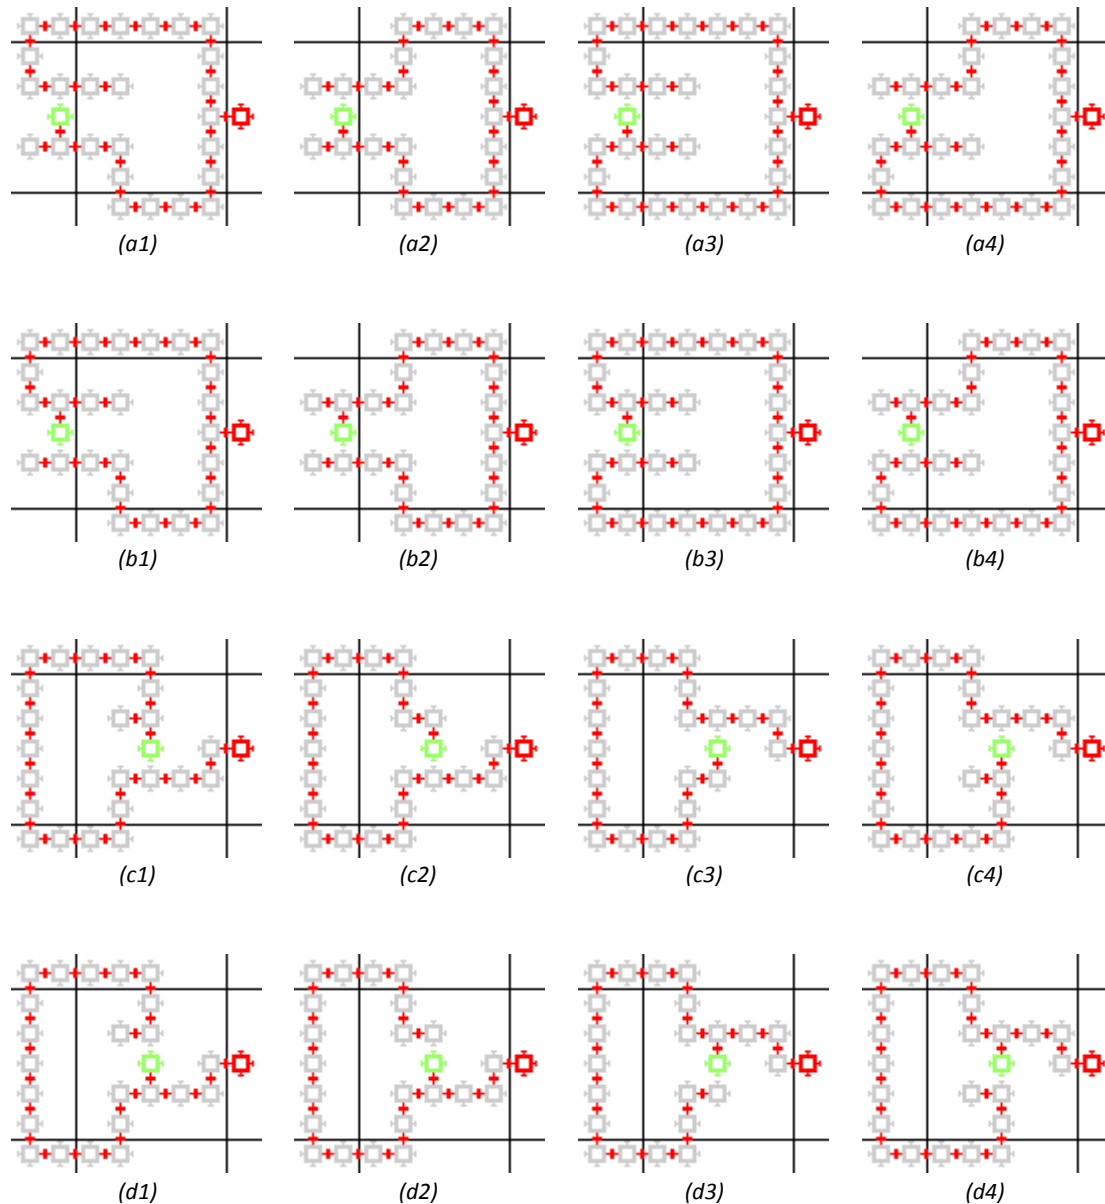 (a1) (a2) (a3) (a4)
(b1) (b2) (b3) (b4)
(c1) (c2) (c3) (c4)
(d1) (d2) (d3) (d4)